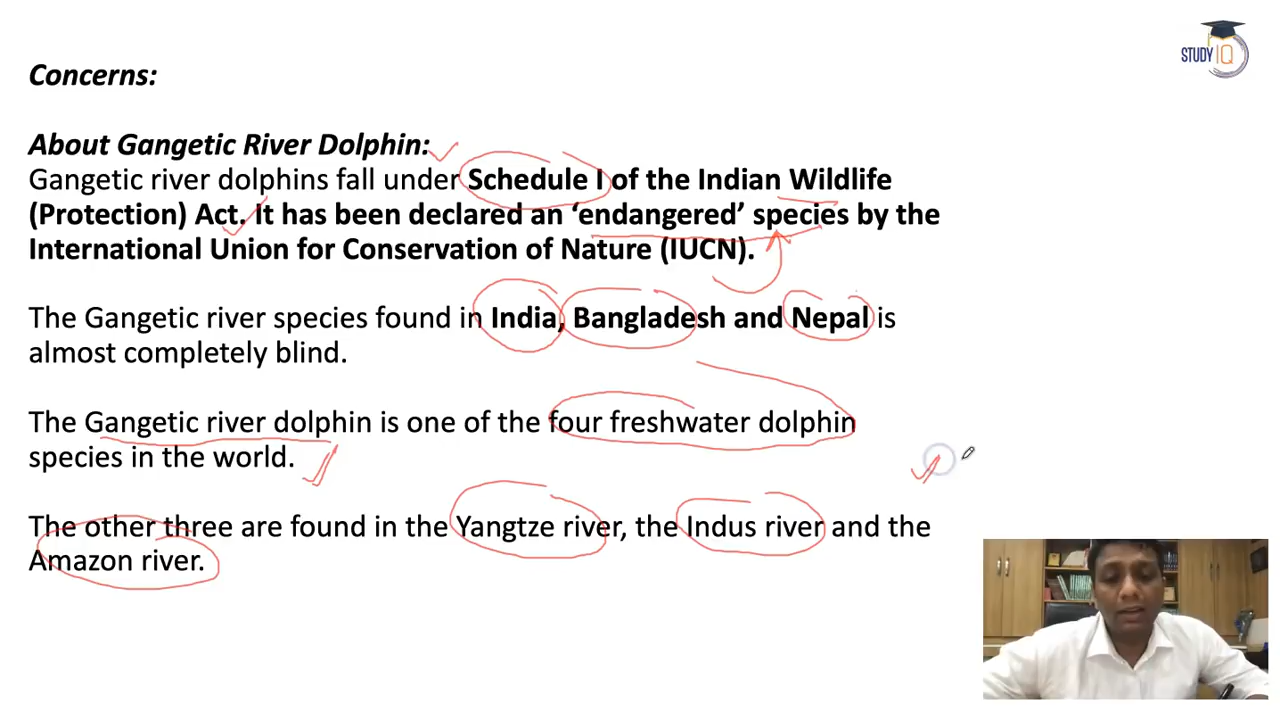 STUDY IQ
Concerns:
About Gangetic River Dolphin:
Gangetic river dolphins fall under Schedule I of the Indian Wildlife
(Protection) Act. It has been declared an ‘endangered’ species by the
International Union for Conservation of Nature (IUCN).
The Gangetic river species found in India, Bangladesh and Nepal is
almost completely blind.
The Gangetic river dolphin is one of the four freshwater dolphin
species in the world.
The other three are found in the Yangtze river, the Indus river and the
Amazon river.